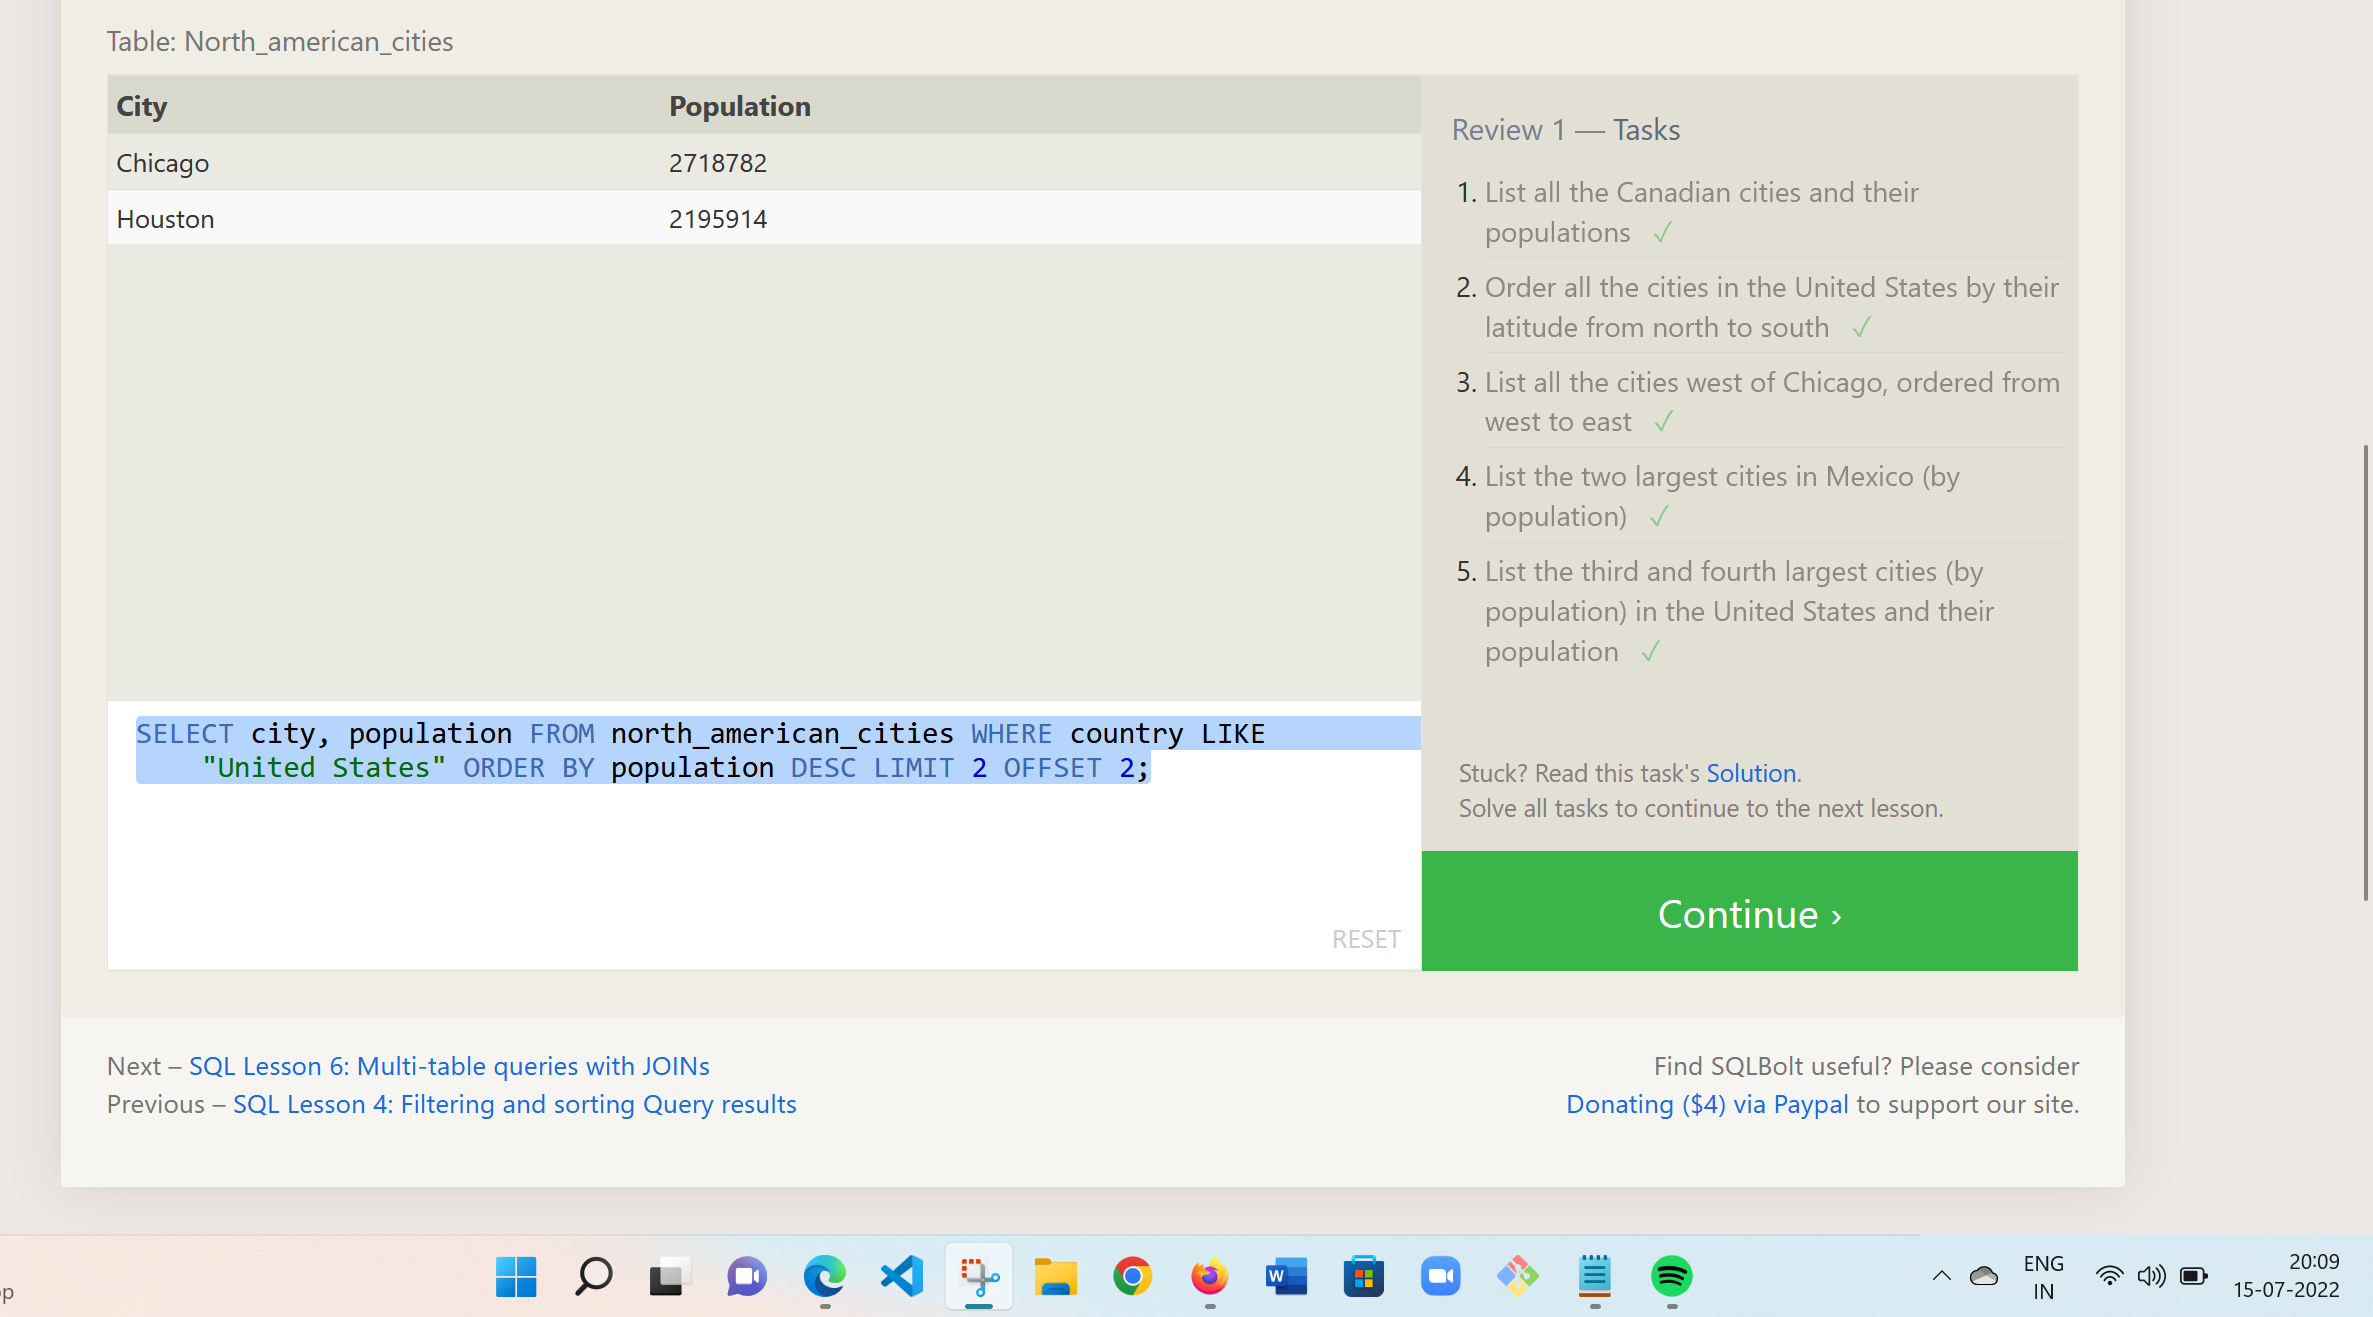 Table: North_american_cities
City Population
Chicago 2718782
Houston 2195914
SELECT city, population FROM north_american_cities WHERE country LIKE
"United States" ORDER BY population DESC LIMIT 2 OFFSET 2;
RESET
Review 1 — Tasks
1. List all the Canadian cities and their
populations ✓
2. Order all the cities in the United States by their
latitude from north to south ✓
3. List all the cities west of Chicago, ordered from
west to east ✓
4. List the two largest cities in Mexico (by
population) ✓
5. List the third and fourth largest cities (by
population) in the United States and their
population ✓
Stuck? Read this task's Solution.
Solve all tasks to continue to the next lesson.
Continue ›
Next – SQL Lesson 6: Multi-table queries with JOINs
Previous – SQL Lesson 4: Filtering and sorting Query results
Find SQLBolt useful? Please consider
Donating ($4) via Paypal to support our site.
W
ENG
IN
20:09
15-07-2022